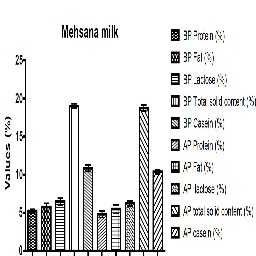 Mehsana milk
Values (%)
25
20
15
10
5
0
BP Protein (%)
BP Fat (%)
BP Lactose (%)
BP Total solid content (%)
BP Casein (%)
AP Protein (%)
AP Fat (%)
AP lactose (%)
AP total solid content (%)
AP casein (%)